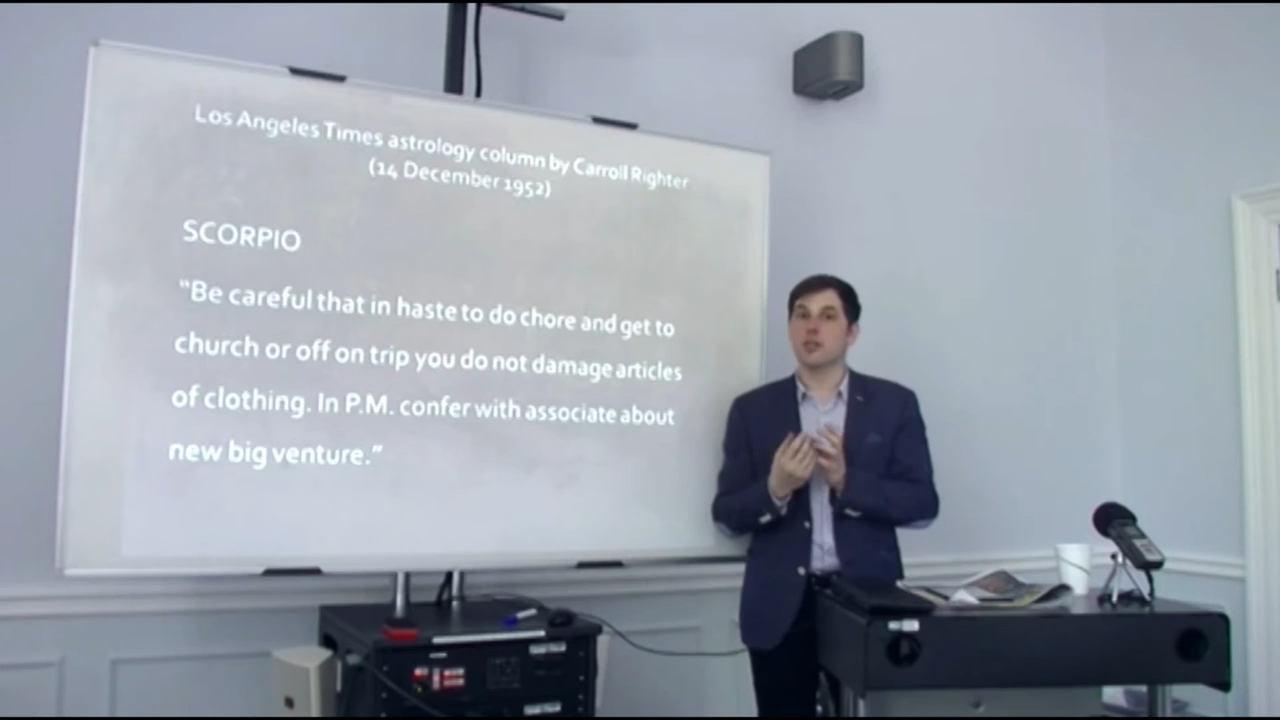 Los Angeles Times astrology column by Carroll Righter
(14 December 1952)
SCORPIO
“Be careful that in haste to do chore and get to
church or off on trip you do not damage articles
of clothing. In P.M. confer with associate about
new big venture.”